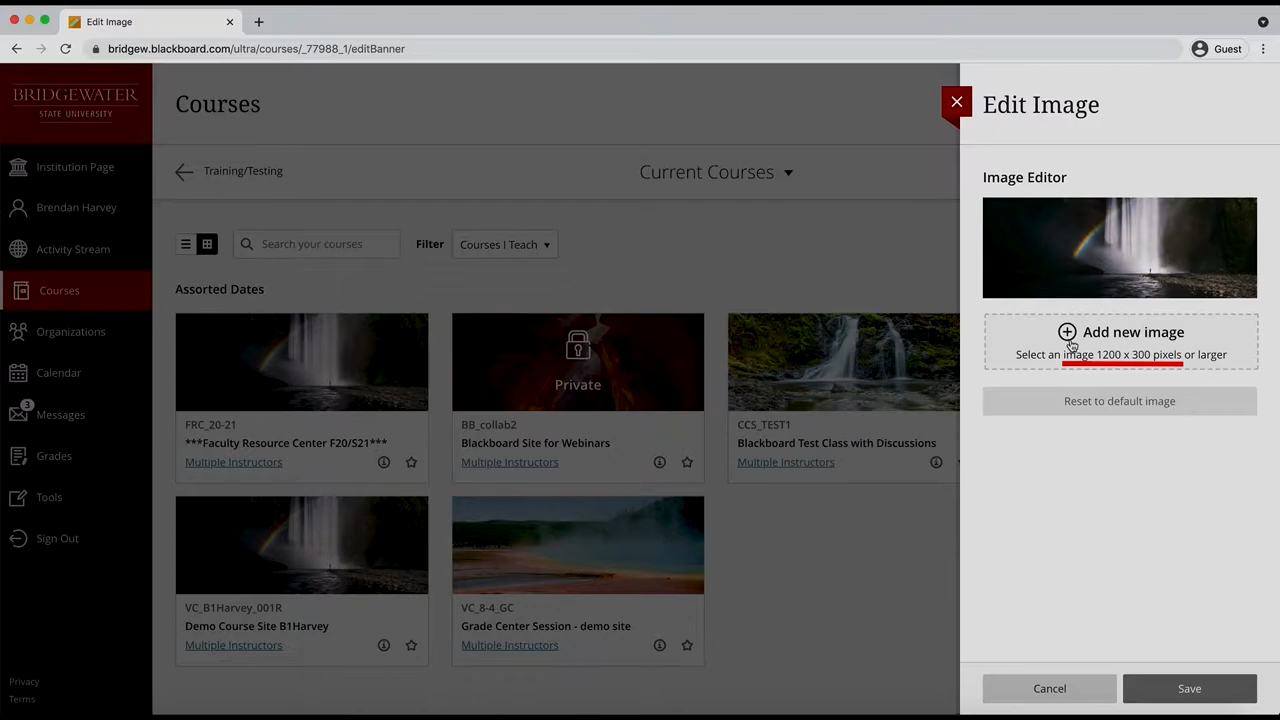 Edit Image
bridgew.blackboard.com/ultra/courses/_77988_1/editBanner
Guest
BRIDGEWATER
STATE UNIVERSITY
Institution Page
Brendan Harvey
Activity Stream
Courses
Organizations
Calendar
3
Messages
Grades
Tools
Sign Out
Privacy
Terms
Courses
Training/Testing
Current Courses
Search your courses
Filter
Courses I Teach
Assorted Dates
FRC_20-21
***Faculty Resource Center F20/S21***
Multiple Instructors
Private
BB_collab2
Blackboard Site for Webinars
Multiple Instructors
CCS_TEST1
Blackboard Test Class with Discussions
Multiple Instructors
VC_B1Harvey_001R
Demo Course Site B1Harvey
Multiple Instructors
VC_8-4_GC
Grade Center Session - demo site
Multiple Instructors
Edit Image
Image Editor
Add new image
Select an image 1200 x 300 pixels or larger
Reset to default image
Cancel
Save